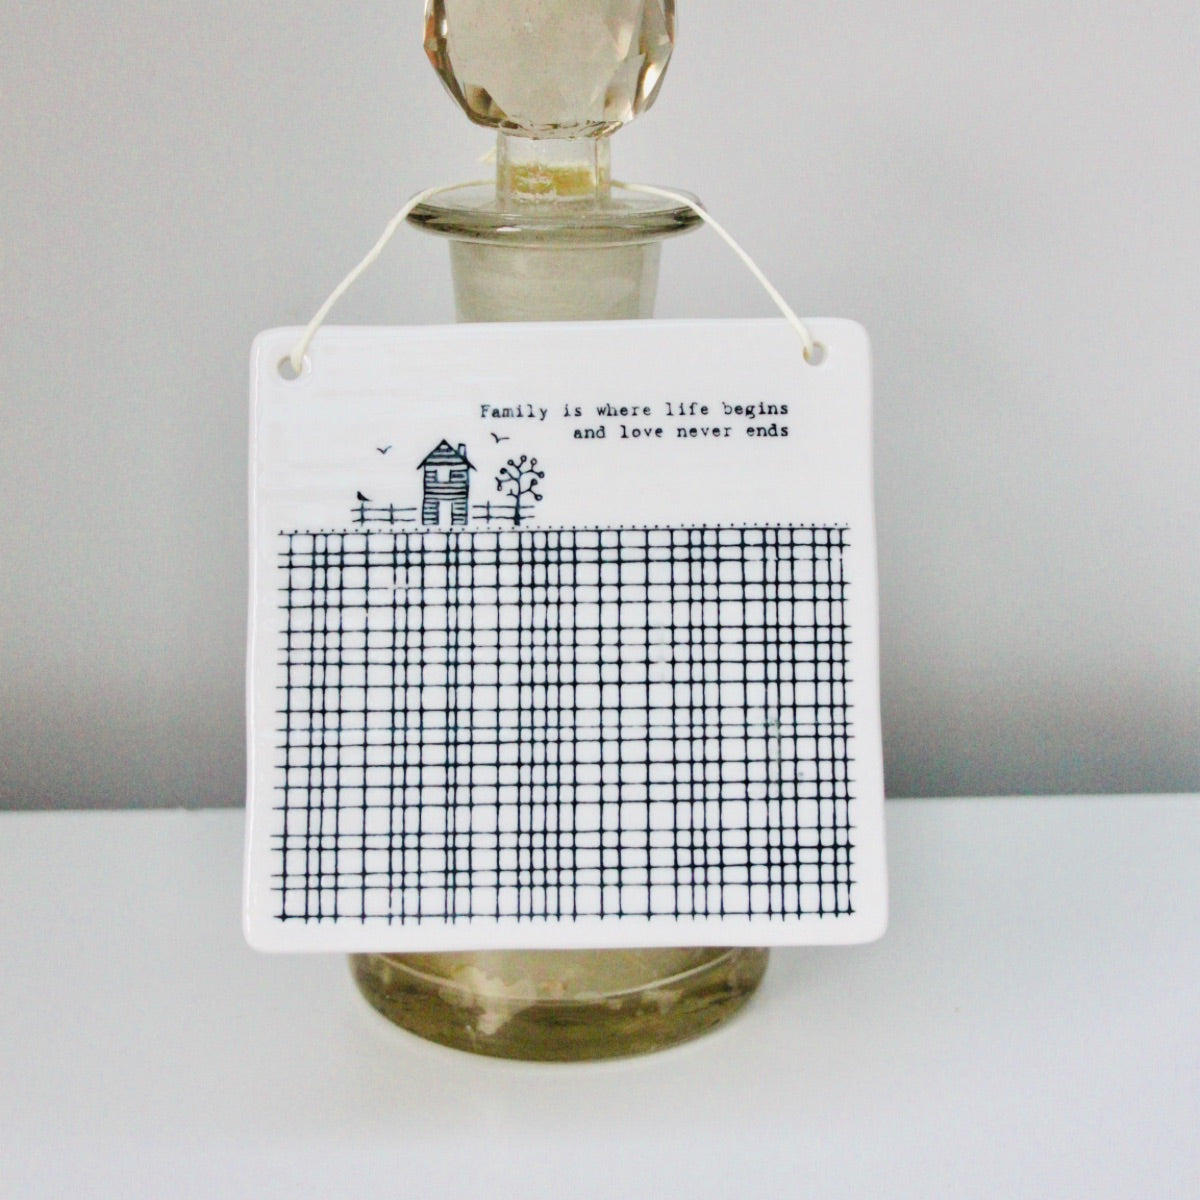 Family is where life begins
and love never ends